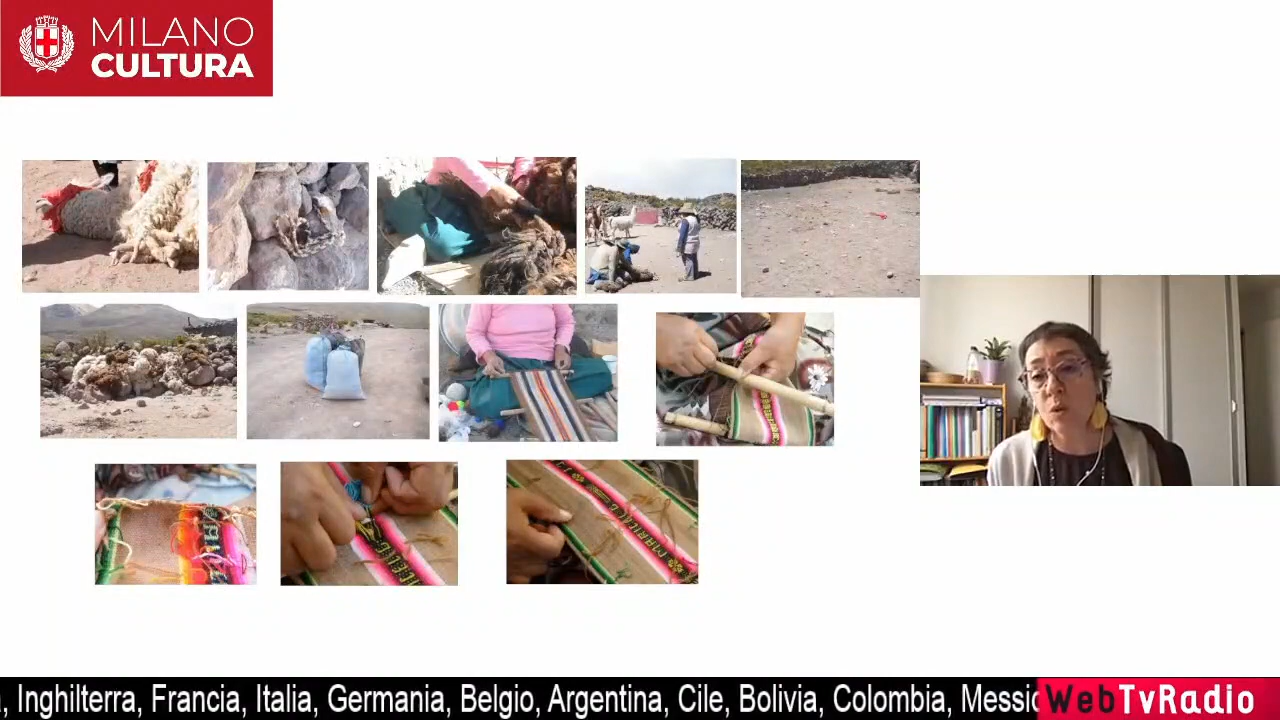 MILANO
CULTURA
, Inghilterra, Francia, Italia, Germania, Belgio, Argentina, Cile, Bolivia, Colombia, Messic
WebTvRadio